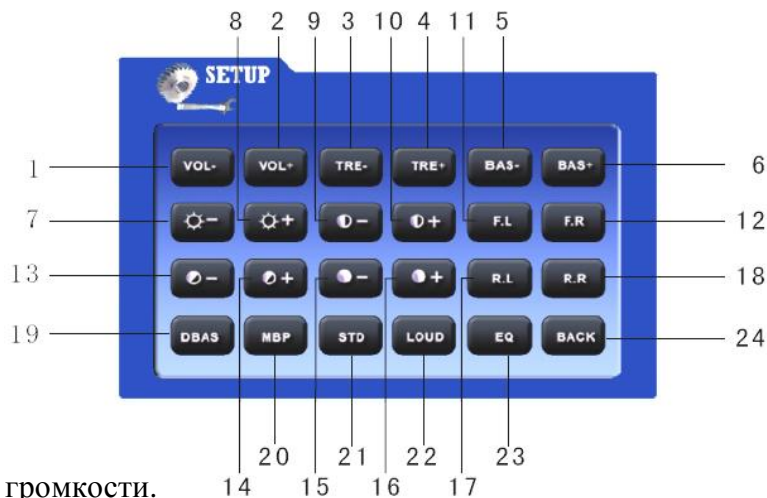 8 2 9 3 10 4 11 5
SETUP
1 VOL- VOL+ TRE- TRE+ BAS- BAS+ 6
7 - + - + F.L F.R 12
13 - + - + R.L R.R 18
19 DBAS MBP STD LOUD EQ BACK 24
20 21 22 23
громкости. 14 15 16 17